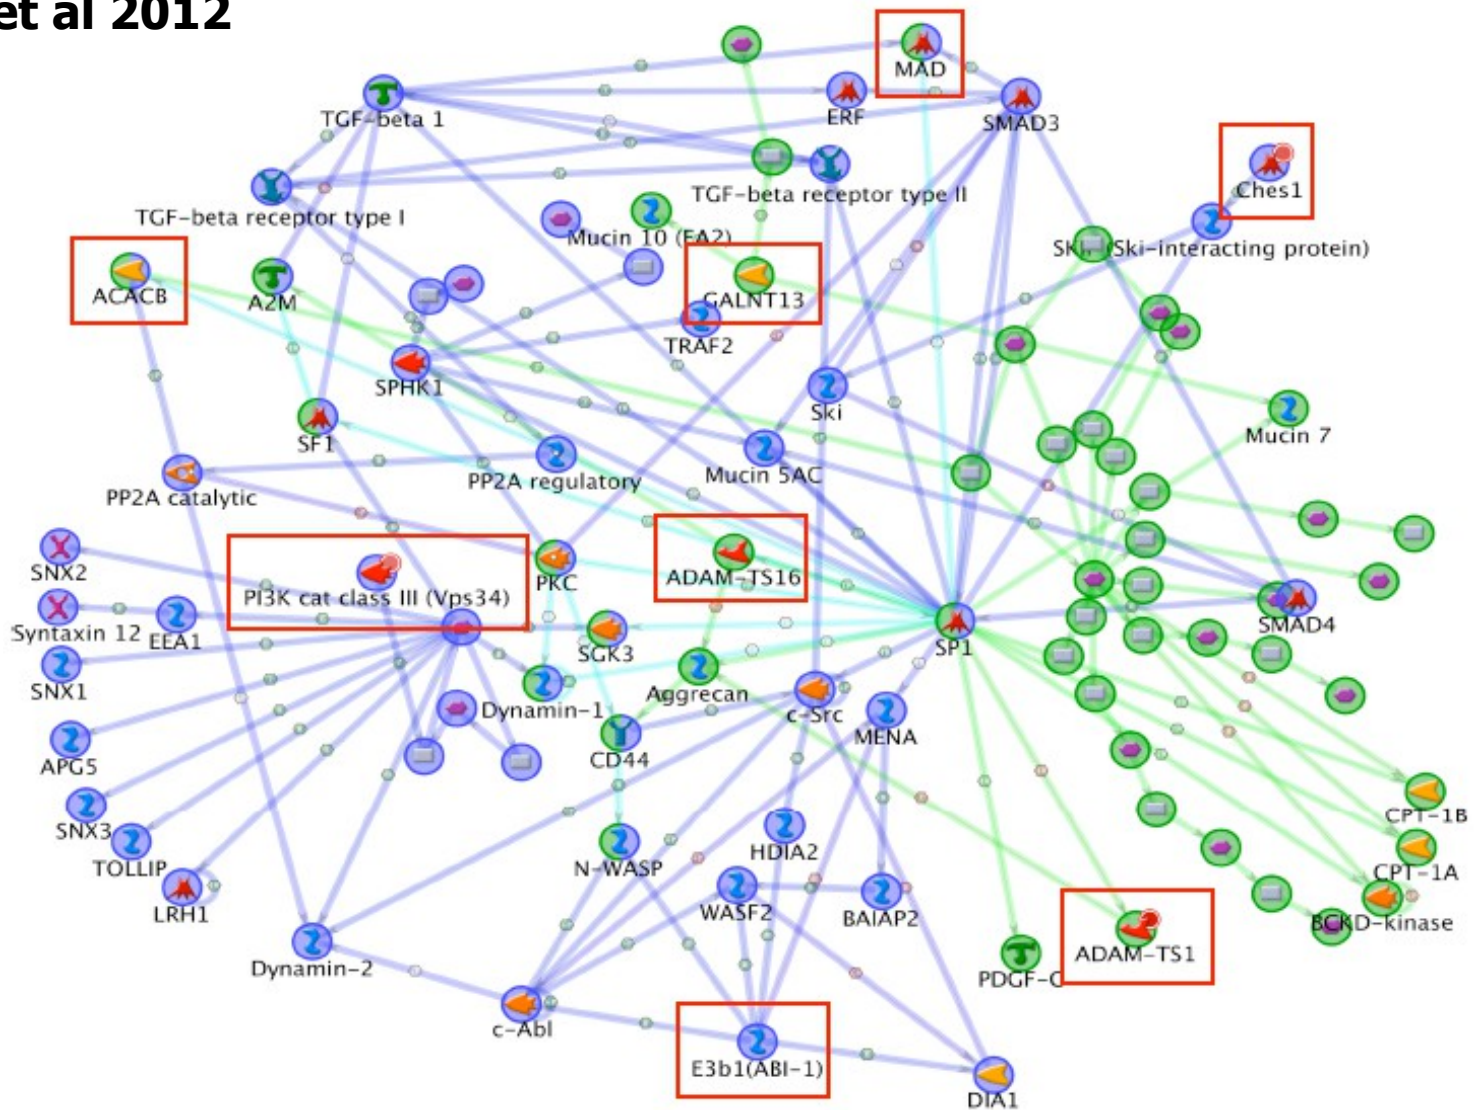 et al 2012
MAD
TGF-beta 1
ERF
SMAD3
Ches1
TGF-beta receptor type II
TGF-beta receptor type I
Mucin 10 (EA2)
(Ski-interacting protein)
ACACB
A2M
GALNT13
TRAF2
SPHK1
Ski
SF1
Mucin 7
PP2A catalytic
PP2A regulatory
Mucin 5AC
SNX2
PI3K cat class III (Vps34)
PKC
ADAM-TS16
Syntaxin 12
EEA1
SGK3
SP1
SMAD4
SNX1
Dynamin-1
Aggrecan
c-Src
MENA
APG5
CD44
SNX3
TOLLIP
N-WASP
HDIA2
CPT-1B
CPT-1A
LRH1
WASF2
BAIAP2
BCKD-kinase
Dynamin-2
PDGF-C
ADAM-TS1
c-Abl
E3b1(ABI-1)
DIA1